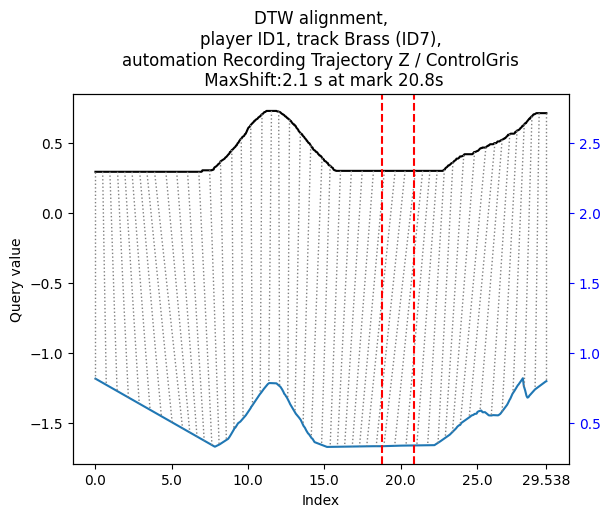 DTW alignment,
player ID1, track Brass (ID7),
automation Recording Trajectory Z / ControlGris
MaxShift:2.1 s at mark 20.8s
0.5
0.0
−0.5
−1.0
−1.5
Query value
2.5
2.0
1.5
1.0
0.5
0.0 5.0 10.0 15.0 20.0 25.0 29.538
Index